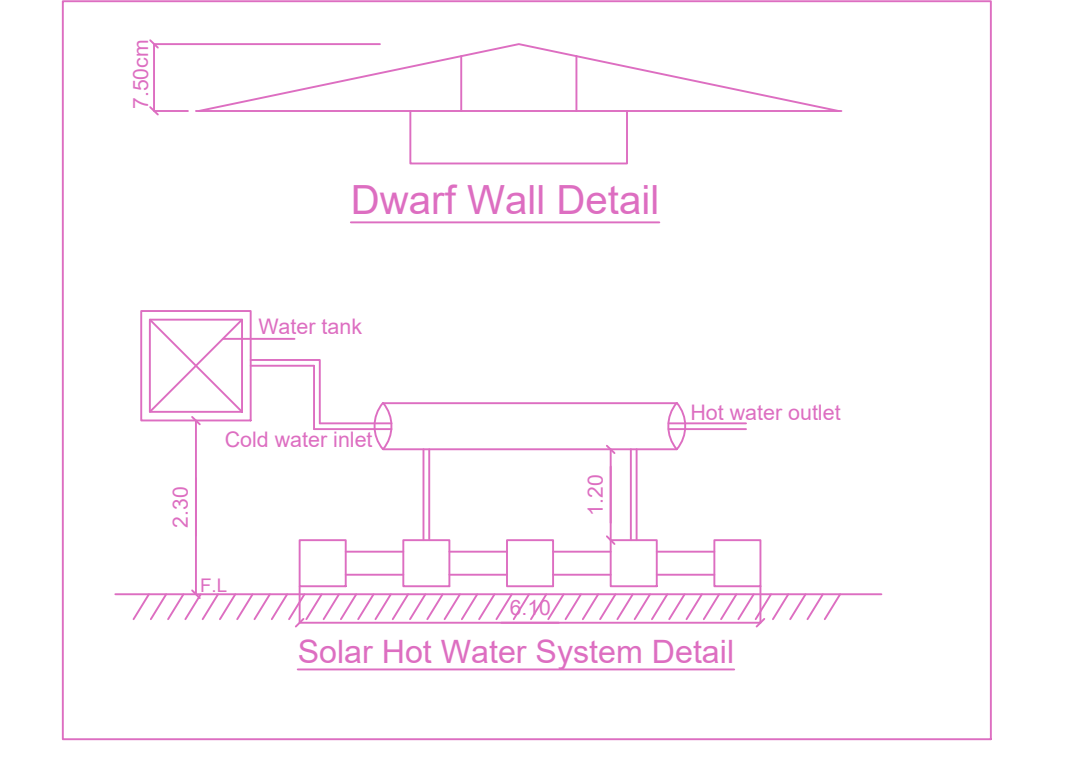 7.50cm
Dwarf Wall Detail
Water tank
Hot water outlet
Cold water inlet
2.30
1.20
F.L
6.10
Solar Hot Water System Detail